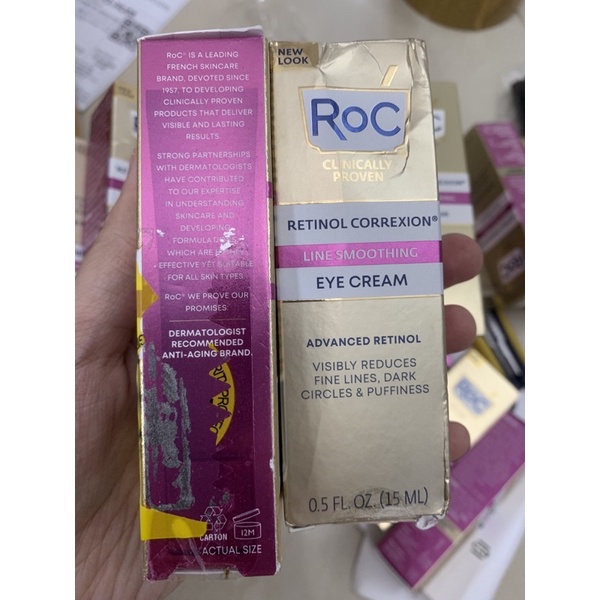 RoC® IS A LEADING
FRENCH SKINCARE
BRAND, DEVOTED SINCE
1957, TO DEVELOPING
CLINICALLY PROVEN
PRODUCTS THAT DELIVER
VISIBLE AND LASTING
RESULTS.
STRONG PARTNERSHIPS
WITH DERMATOLOGISTS
HAVE CONTRIBUTED
TO OUR EXPERTISE
IN UNDERSTANDING
SKINCARE AND
DEVELOPING
WHICH ARE
EFFECTIVE YET SUITABLE
FOR ALL SKIN TYPES.
RoC® WE PROVE OUR
PROMISES.
DERMATOLOGIST
RECOMMENDED
ANTI-AGING BRAND.
CARTON
12M
ACTUAL SIZE
NEW
LOOK
RoC
CLINICALLY
PROVEN
RETINOL CORREXION®
LINE SMOOTHING
EYE CREAM
ADVANCED RETINOL
VISIBLY REDUCES
FINE LINES, DARK
CIRCLES & PUFFINESS
0.5 FL. OZ. (15 ML)
RoC